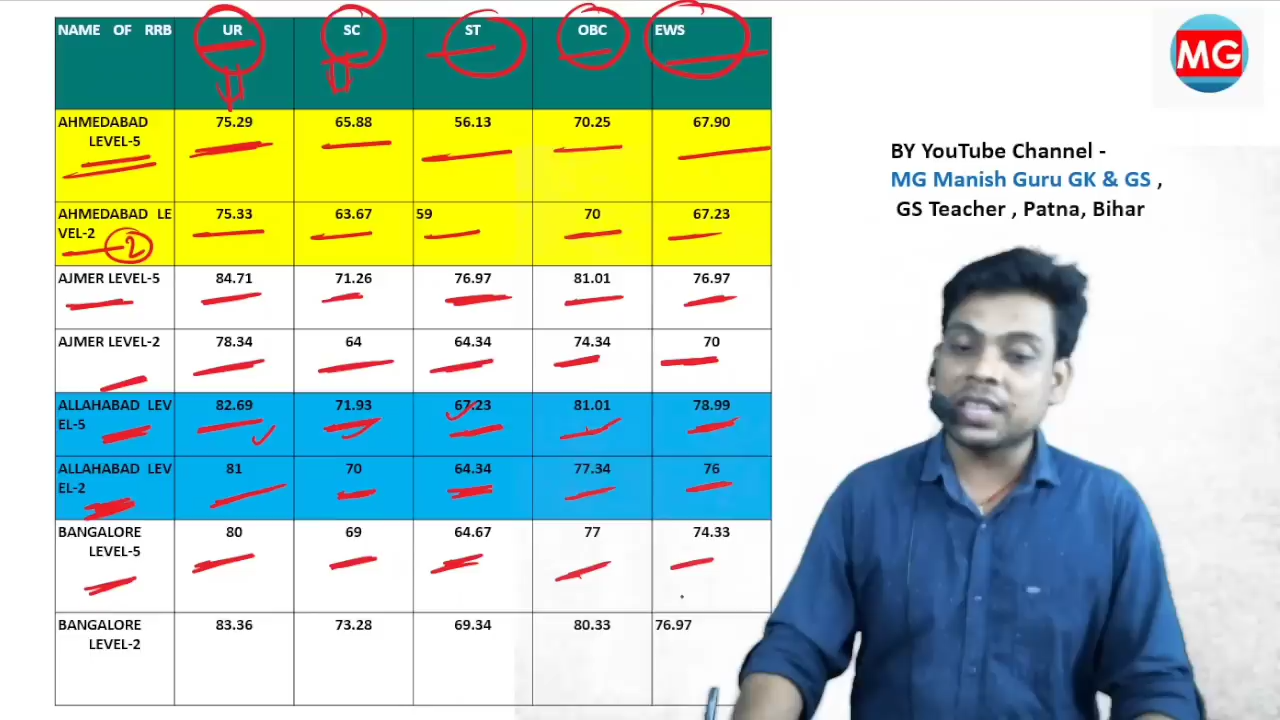 NAME OF RRB UR SC ST OBC EWS
MG
AHMEDABAD LEVEL-5 75.29 65.88 56.13 70.25 67.90
BY YouTube Channel -
MG Manish Guru GK & GS ,
GS Teacher , Patna, Bihar
AHMEDABAD LE
VEL-2 75.33 63.67 59 70 67.23
2
AJMER LEVEL-5 84.71 71.26 76.97 81.01 76.97
AJMER LEVEL-2 78.34 64 64.34 74.34 70
ALLAHABAD LEV
EL-5 82.69 71.93 67.23 81.01 78.99
ALLAHABAD LEV
EL-2 81 70 64.34 77.34 76
BANGALORE
LEVEL-5 80 69 64.67 77 74.33
BANGALORE
LEVEL-2 83.36 73.28 69.34 80.33 76.97